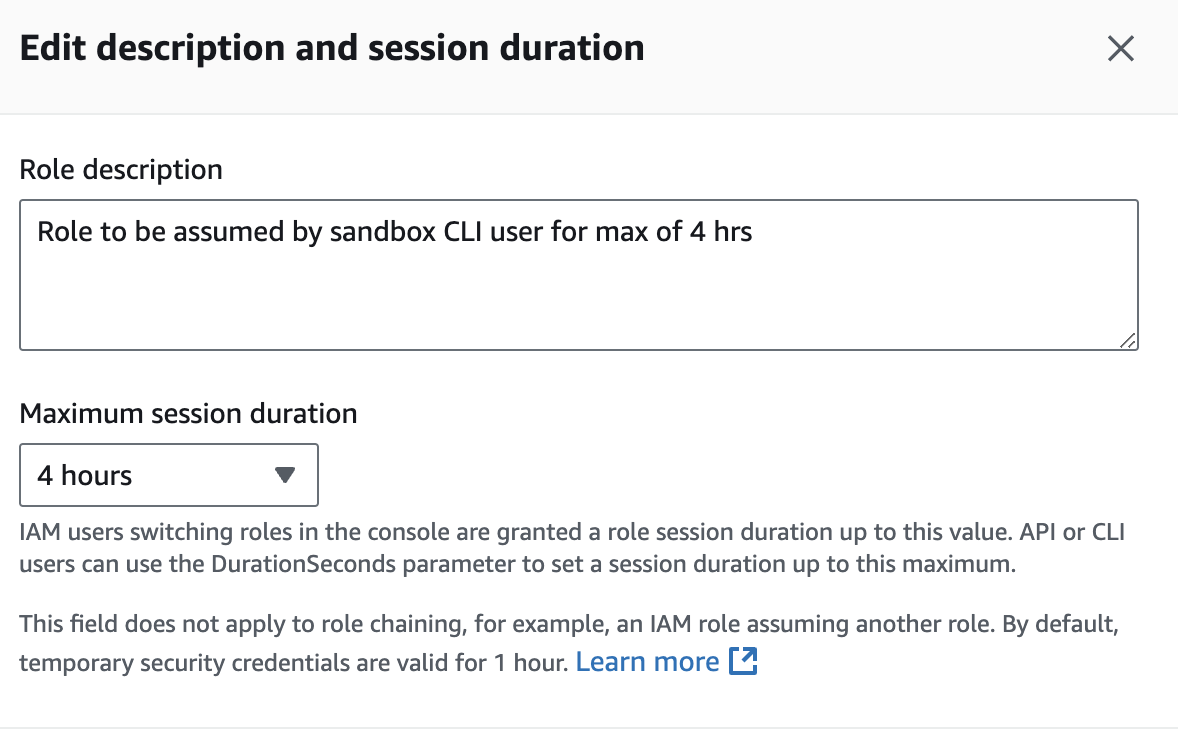 Edit description and session duration
Role description
Role to be assumed by sandbox CLI user for max of 4 hrs
Maximum session duration
4 hours
IAM users switching roles in the console are granted a role session duration up to this value. API or CLI
users can use the DurationSeconds parameter to set a session duration up to this maximum.
This field does not apply to role chaining, for example, an IAM role assuming another role. By default,
temporary security credentials are valid for 1 hour. Learn more